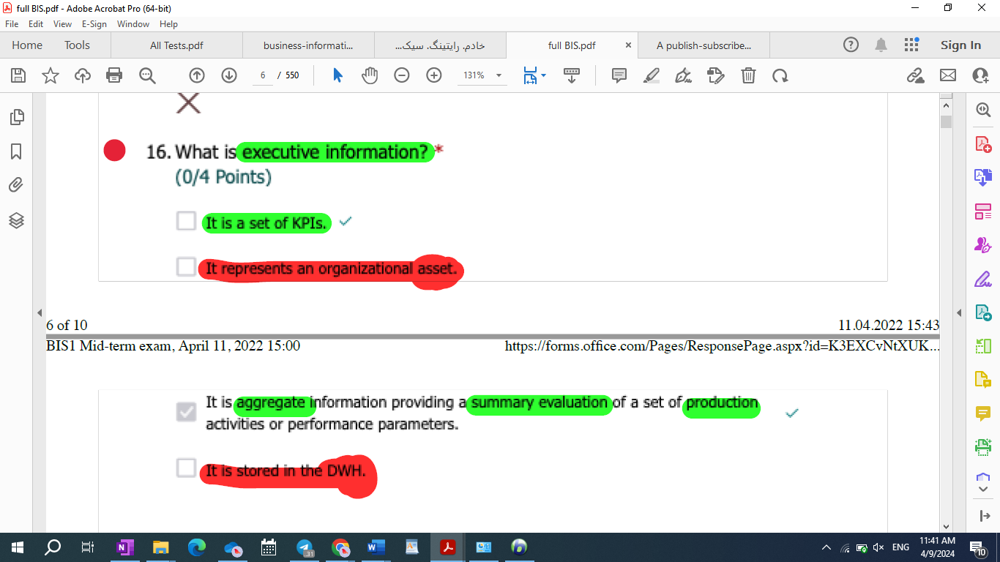 full BIS.pdf - Adobe Acrobat Pro (64-bit)
File Edit View E-Sign Window Help
Home Tools All Tests.pdf business-informati... خادم. رايتينگ. سیک... full BIS.pdf × A publish-subscribe... Sign In
6 / 550 131%
16. What is executive information? *
(0/4 Points)
It is a set of KPIs.
It represents an organizational asset.
6 of 10 11.04.2022 15:43
BIS1 Mid-term exam, April 11, 2022 15:00 https://forms.office.com/Pages/ResponsePage.aspx?id=K3EXCvNtXUK...
It is aggregate information providing a summary evaluation of a set of production
activities or performance parameters.
It is stored in the DWH.
31
ENG
11:41 AM
4/9/2024
10